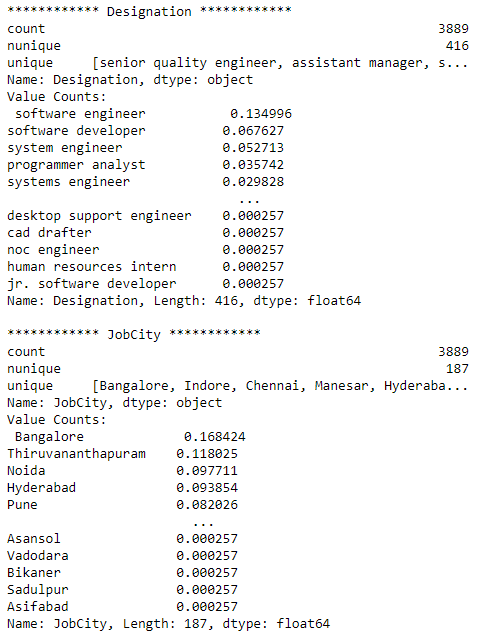 ************ Designation ************
count 3889
nunique 416
unique [senior quality engineer, assistant manager, s...
Name: Designation, dtype: object
Value Counts:
software engineer 0.134996
software developer 0.067627
system engineer 0.052713
programmer analyst 0.035742
systems engineer 0.029828
...
desktop support engineer 0.000257
cad drafter 0.000257
noc engineer 0.000257
human resources intern 0.000257
jr. software developer 0.000257
Name: Designation, Length: 416, dtype: float64
************ JobCity ************
count 3889
nunique 187
unique [Bangalore, Indore, Chennai, Manesar, Hyderaba...
Name: JobCity, dtype: object
Value Counts:
Bangalore 0.168424
Thiruvananthapuram 0.118025
Noida 0.097711
Hyderabad 0.093854
Pune 0.082026
...
Asansol 0.000257
Vadodara 0.000257
Bikaner 0.000257
Sadulpur 0.000257
Asifabad 0.000257
Name: JobCity, Length: 187, dtype: float64